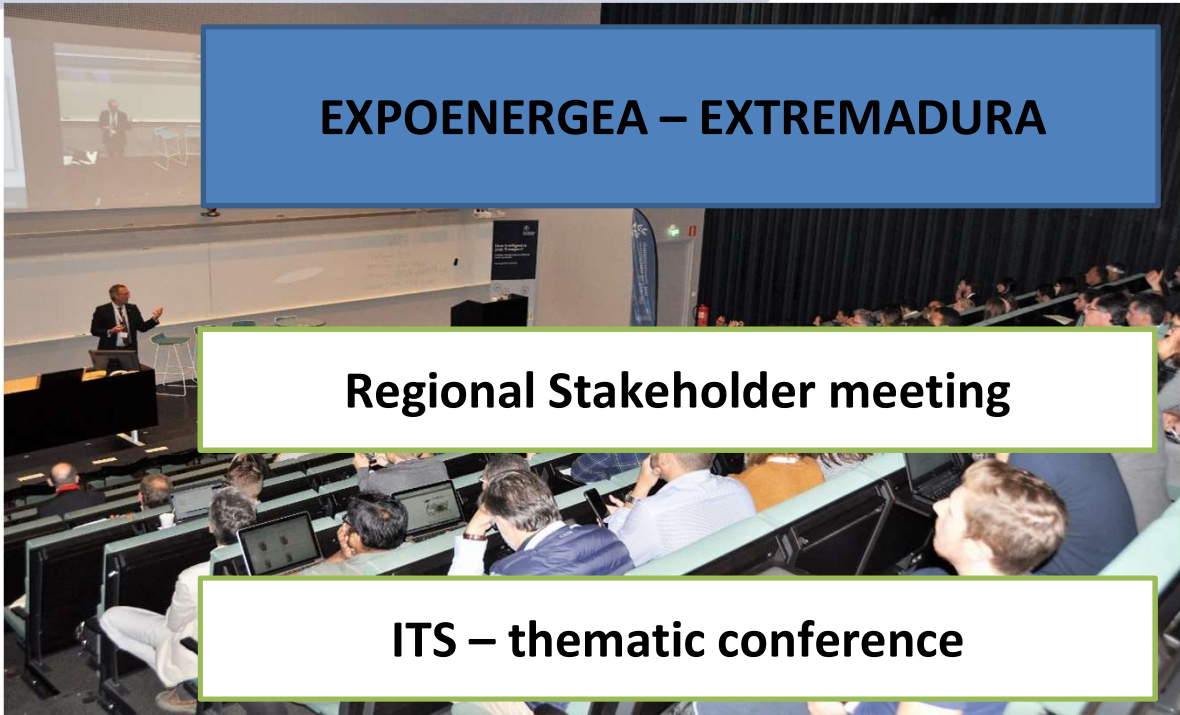 EXPOENERGEA – EXTREMADURA
Regional Stakeholder meeting
ITS – thematic conference